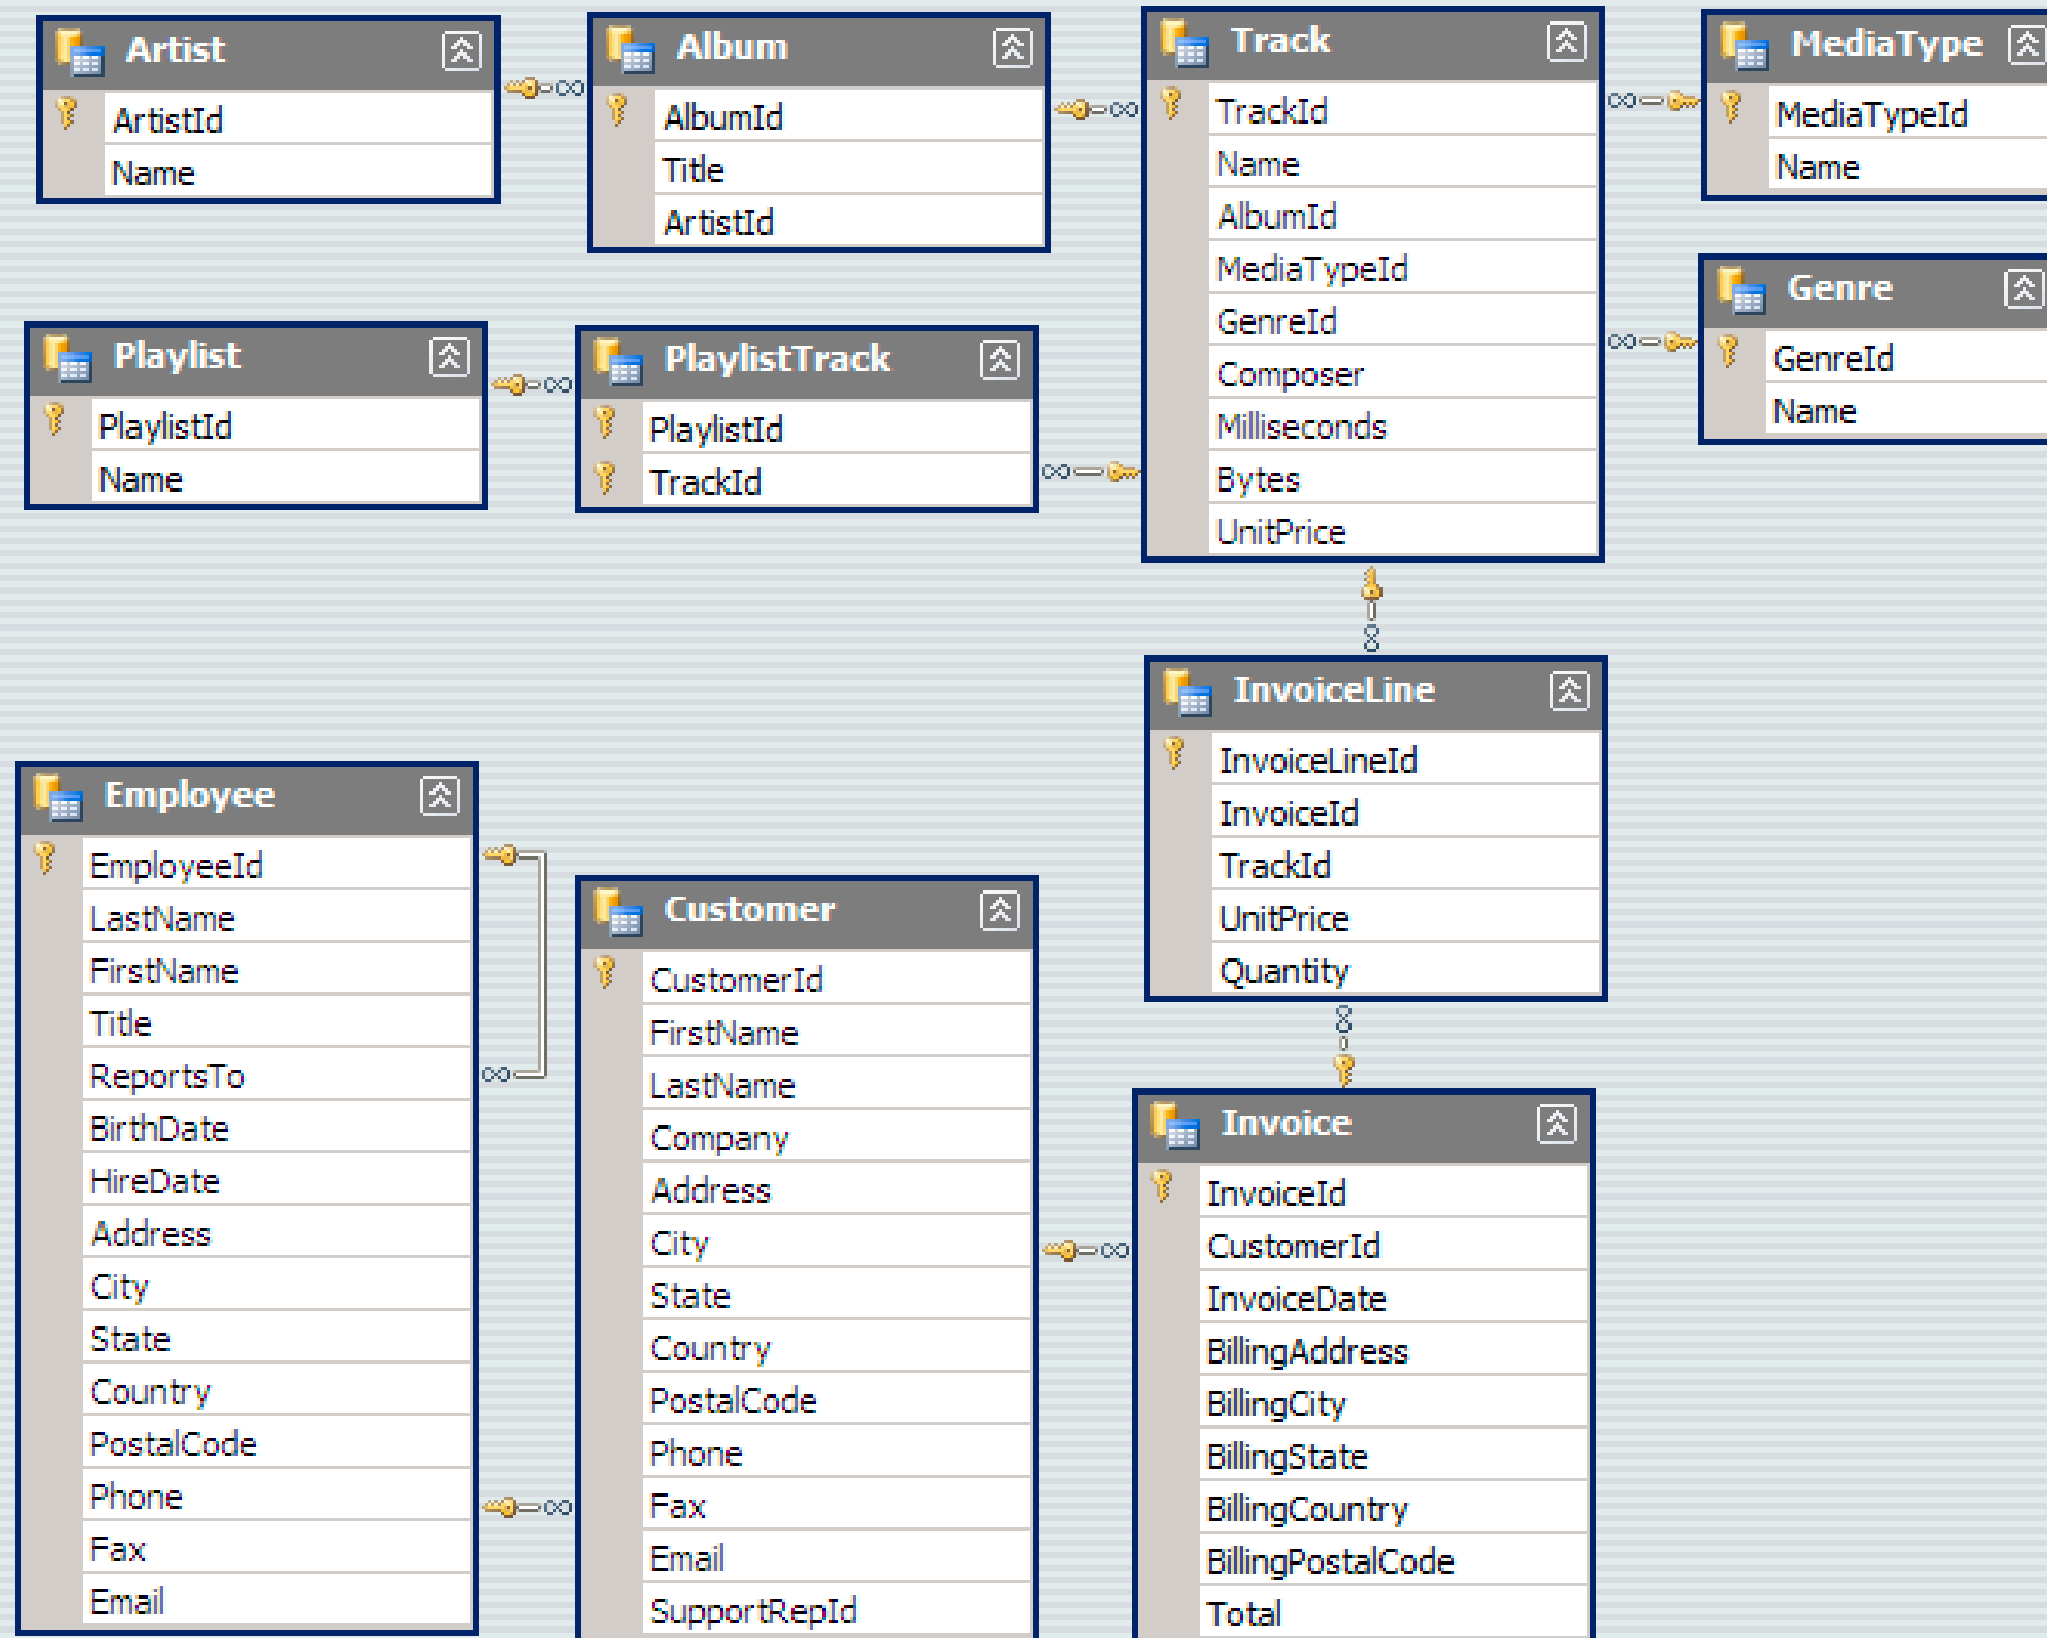 Artist
ArtistId
Name
Album
AlbumId
Title
ArtistId
Track
TrackId
Name
AlbumId
MediaTypeId
GenreId
Composer
Milliseconds
Bytes
UnitPrice
MediaType
MediaTypeId
Name
Genre
GenreId
Name
Playlist
PlaylistId
Name
PlaylistTrack
PlaylistId
TrackId
InvoiceLine
InvoiceLineId
InvoiceId
TrackId
UnitPrice
Quantity
Employee
EmployeeId
LastName
FirstName
Title
ReportsTo
BirthDate
HireDate
Address
City
State
Country
PostalCode
Phone
Fax
Email
Customer
CustomerId
FirstName
LastName
Company
Address
City
State
Country
PostalCode
Phone
Fax
Email
SupportRepId
Invoice
InvoiceId
CustomerId
InvoiceDate
BillingAddress
BillingCity
BillingState
BillingCountry
BillingPostalCode
Total